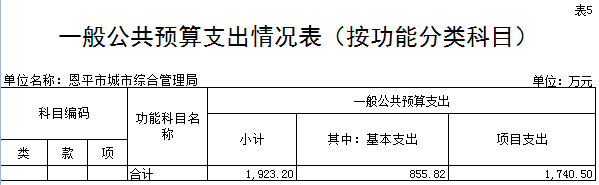 表5
一般公共预算支出情况表（按功能分类科目）
单位名称：恩平市城市综合管理局 单位：万元
科目编码 功能科目名称 一般公共预算支出
类 款 项 小计 其中：基本支出 项目支出
合计 1,923.20 855.82 1,740.50